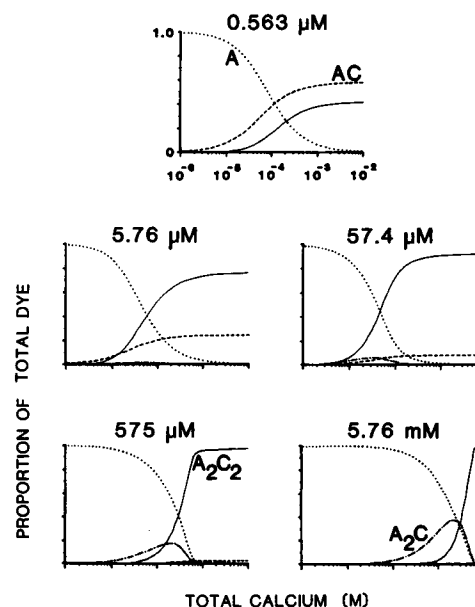 0.563 µM
1.0
A
AC
0
10⁻⁶ 10⁻⁵ 10⁻⁴ 10⁻³ 10⁻²
5.76 µM
57.4 µM
PROPORTION OF TOTAL DYE
575 µM
5.76 mM
A₂C₂
A₂C
TOTAL CALCIUM (M)